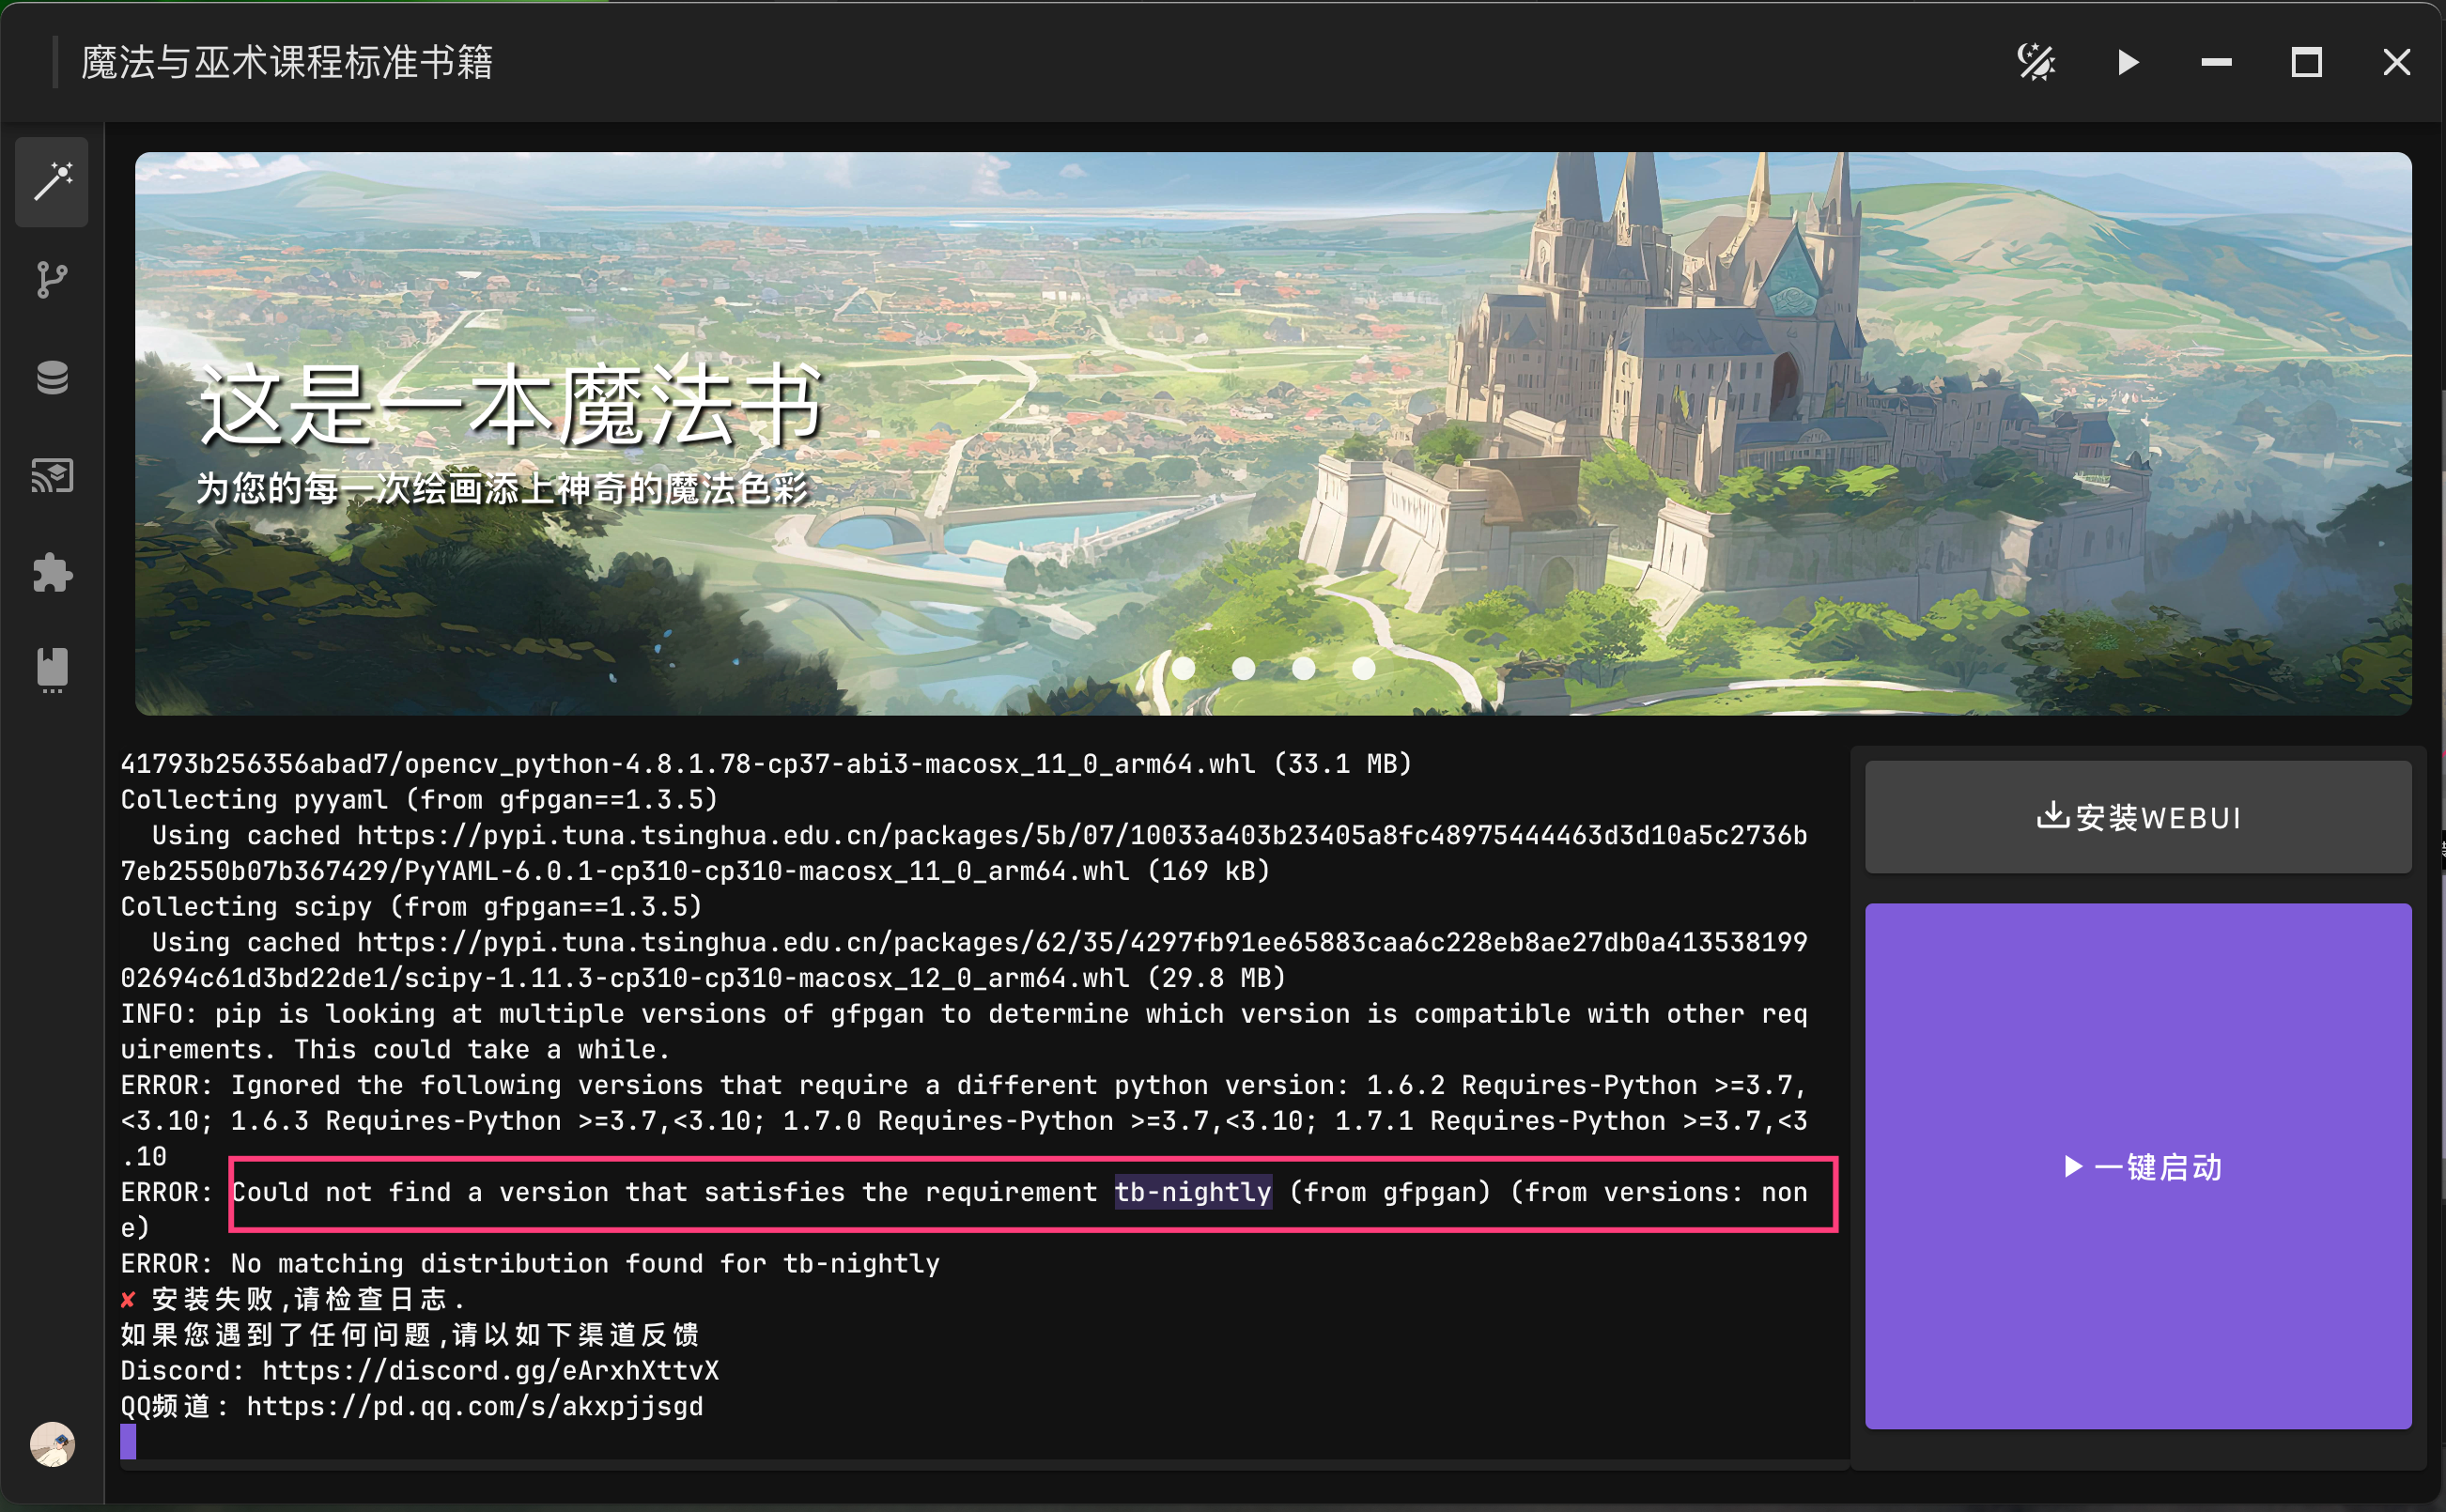 魔法与巫术课程标准书籍
这是一本魔法书
为您的每一次绘画添上神奇的魔法色彩
41793b256356abad7/opencv_python-4.8.1.78-cp37-abi3-macosx_11_0_arm64.whl (33.1 MB)
Collecting pyyaml (from gfpgan==1.3.5)
  Using cached https://pypi.tuna.tsinghua.edu.cn/packages/5b/07/10033a403b23405a8fc48975444463d3d10a5c2736b
7eb2550b07b367429/PyYAML-6.0.1-cp310-cp310-macosx_11_0_arm64.whl (169 kB)
Collecting scipy (from gfpgan==1.3.5)
  Using cached https://pypi.tuna.tsinghua.edu.cn/packages/62/35/4297fb91ee65883caa6c228eb8ae27db0a413538199
02694c61d3bd22de1/scipy-1.11.3-cp310-cp310-macosx_12_0_arm64.whl (29.8 MB)
INFO: pip is looking at multiple versions of gfpgan to determine which version is compatible with other req
uirements. This could take a while.
ERROR: Ignored the following versions that require a different python version: 1.6.2 Requires-Python >=3.7,
<3.10; 1.6.3 Requires-Python >=3.7,<3.10; 1.7.0 Requires-Python >=3.7,<3.10; 1.7.1 Requires-Python >=3.7,<3
.10
ERROR: Could not find a version that satisfies the requirement tb-nightly (from gfpgan) (from versions: non
e)
ERROR: No matching distribution found for tb-nightly
✘ 安装失败,请检查日志.
如果您遇到了任何问题,请以如下渠道反馈
Discord: https://discord.gg/eArxhXttvX
QQ频道: https://pd.qq.com/s/akxpjjsgd
安装WEBUI
一键启动